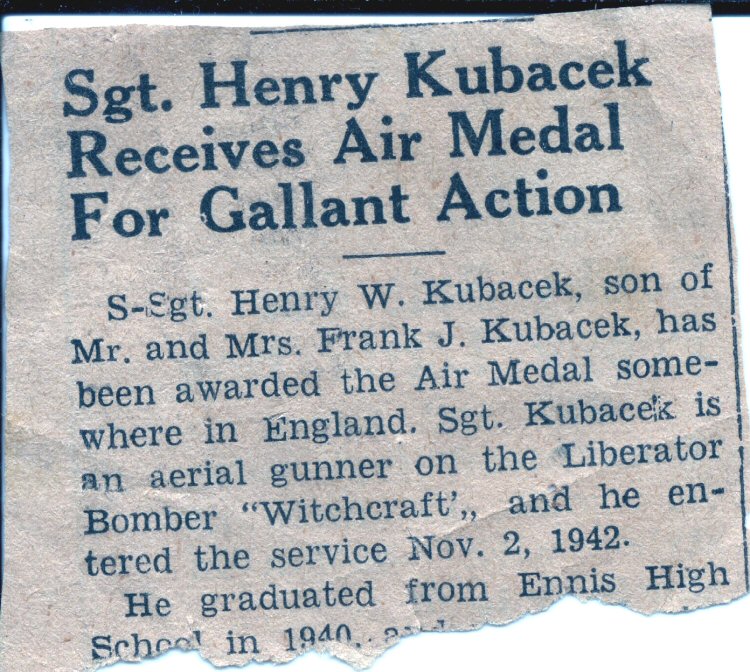 Sgt. Henry Kubacek
Receives Air Medal
For Gallant Action
S-Sgt. Henry W. Kubacek, son of
Mr. and Mrs. Frank J. Kubacek, has
been awarded the Air Medal some-
where in England. Sgt. Kubacek is
an aerial gunner on the Liberator
Bomber “Witchcraft’,, and he en-
tered the service Nov. 2, 1942.
He graduated from Ennis High
School in 1940, and